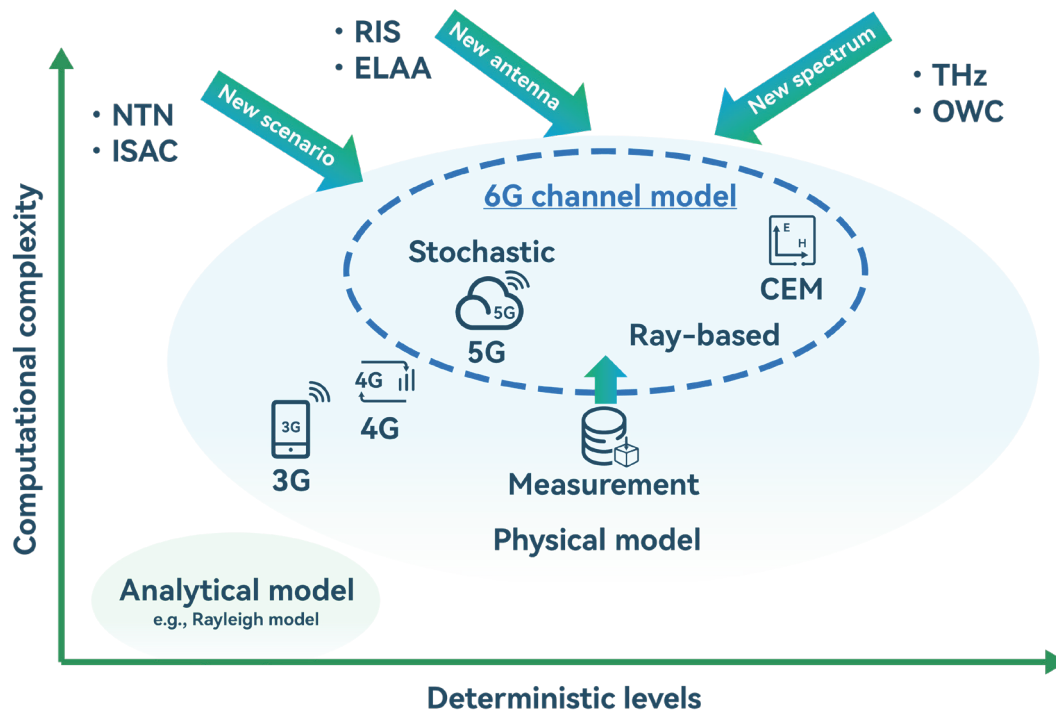 • RIS
• ELAA
New antenna
New spectrum
• THz
• OWC
• NTN
• ISAC
New scenario
6G channel model
Stochastic
5G
5G
E
H
CEM
Ray-based
4G
4G
3G
3G
Measurement
Physical model
Analytical model
e.g., Rayleigh model
Computational complexity
Deterministic levels